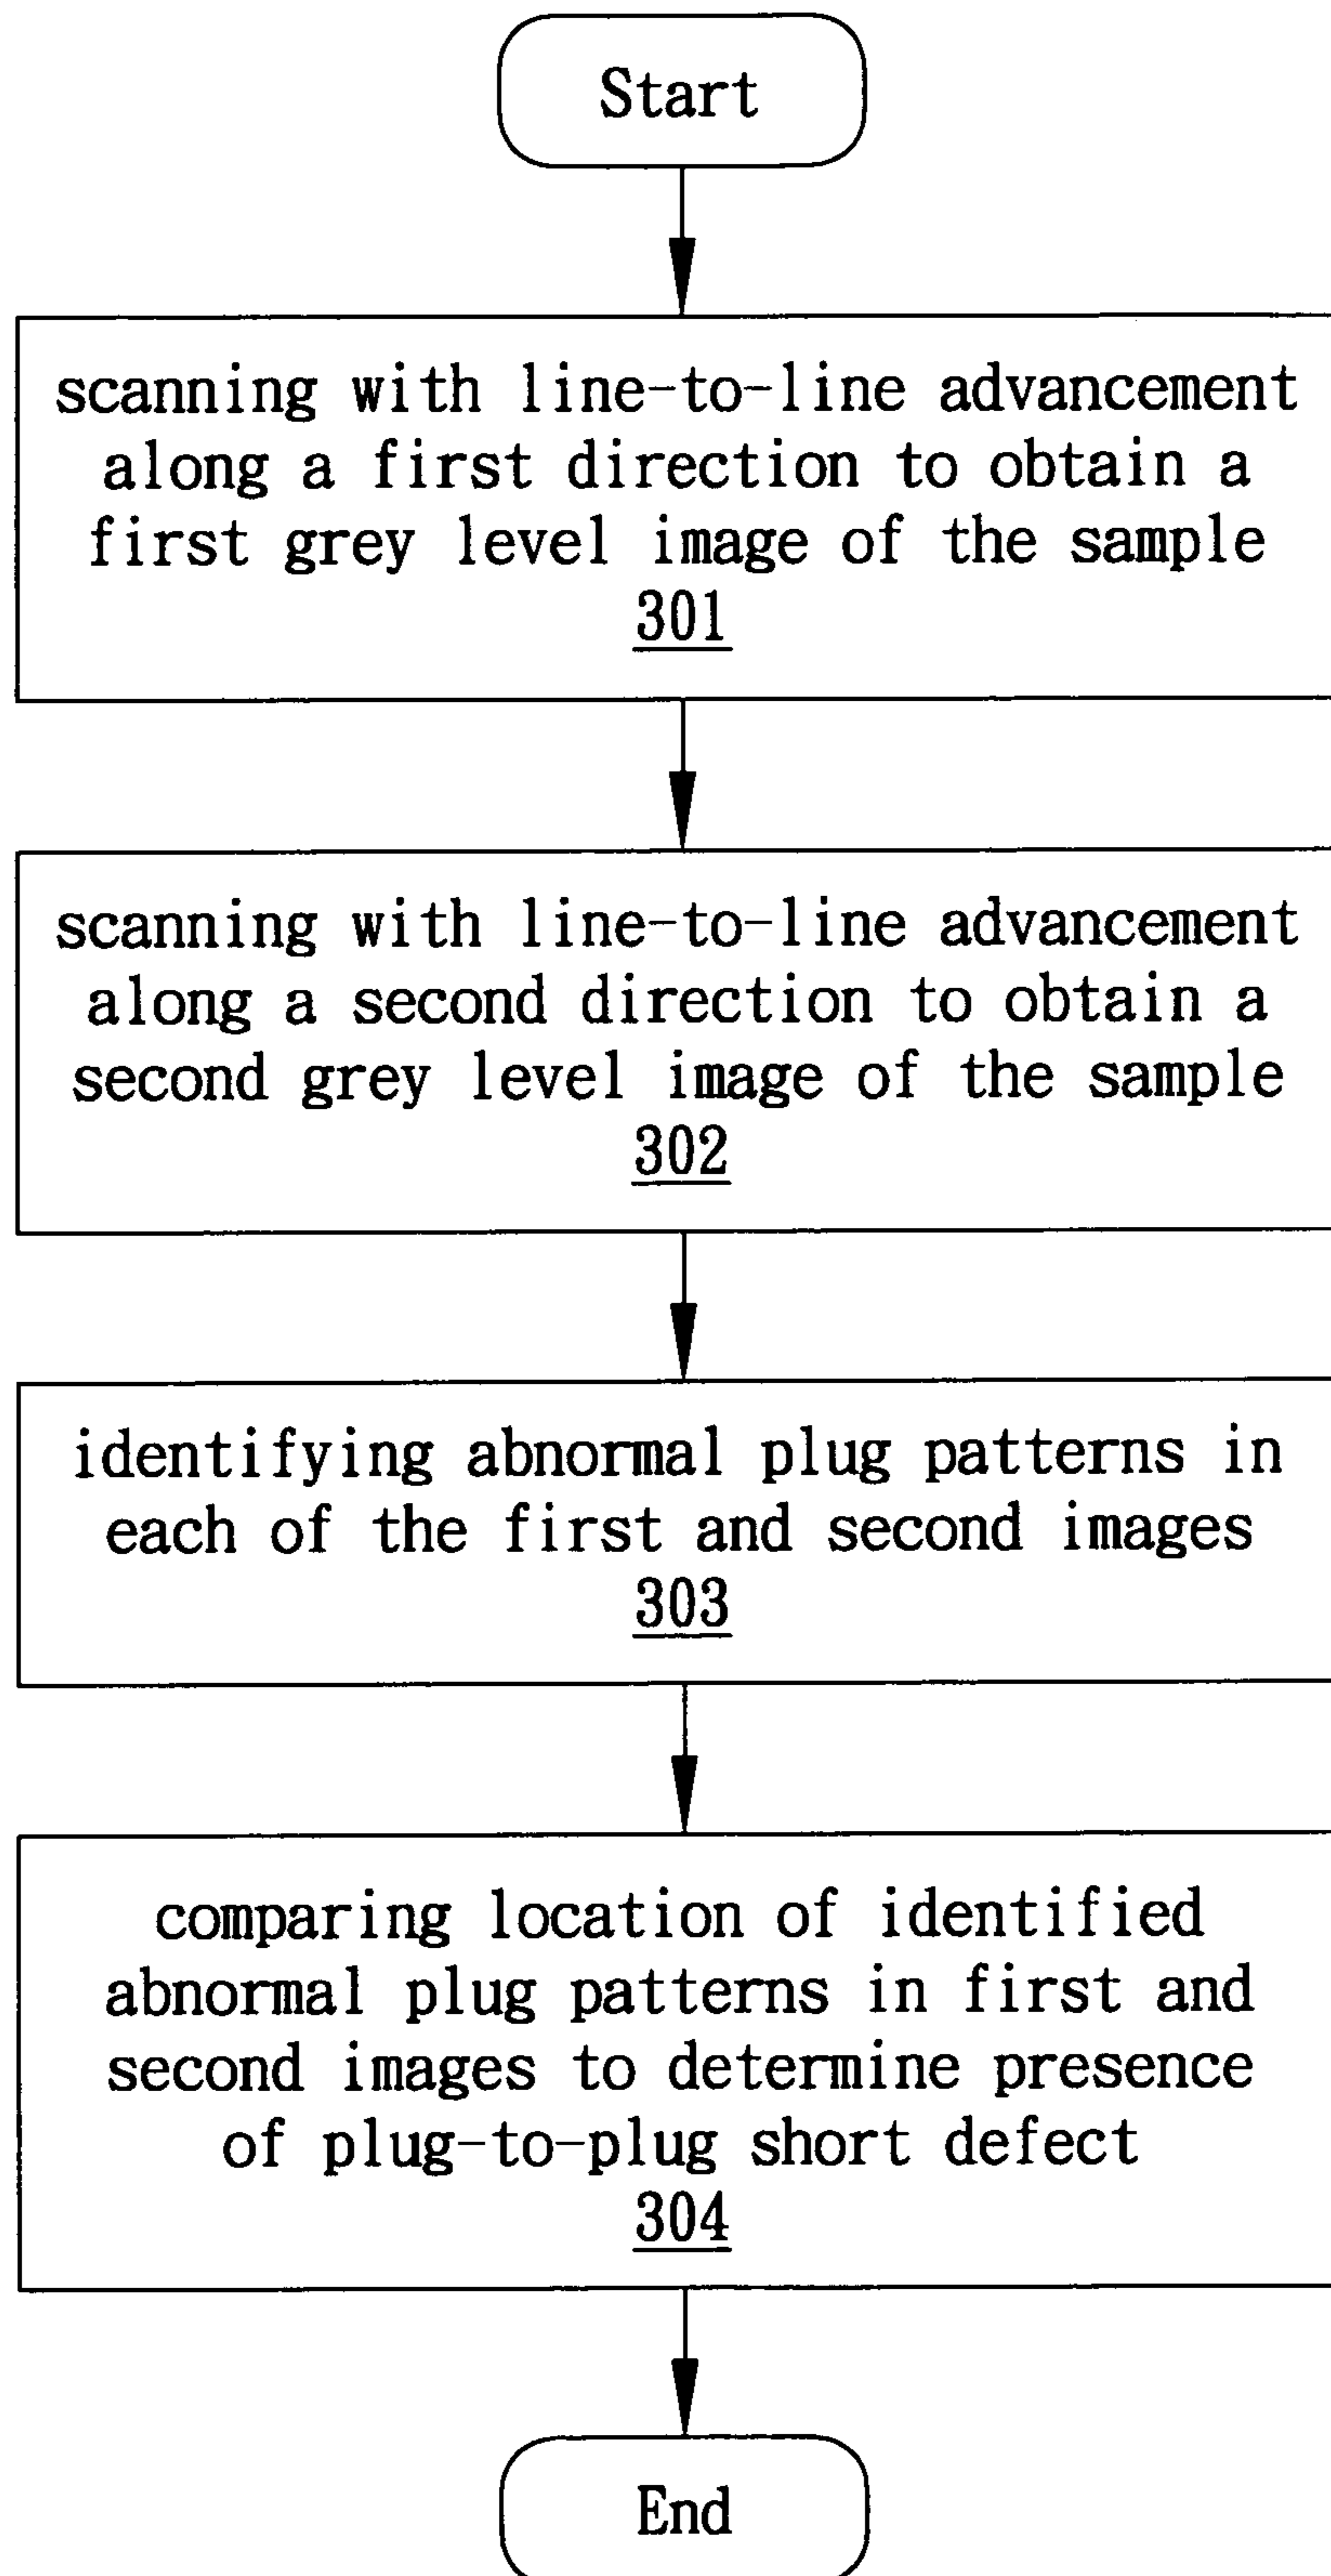 Start
scanning with line-to-line advancement
along a first direction to obtain a
first grey level image of the sample
301
scanning with line-to-line advancement
along a second direction to obtain a
second grey level image of the sample
302
identifying abnormal plug patterns in
each of the first and second images
303
comparing location of identified
abnormal plug patterns in first and
second images to determine presence
of plug-to-plug short defect
304
End